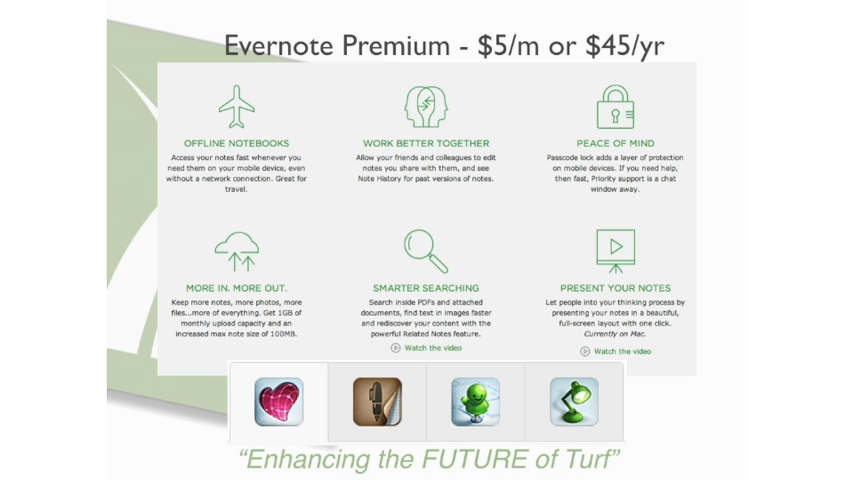 Evernote Premium - $5/m or $45/yr
OFFLINE NOTEBOOKS
Access your notes fast whenever you
need them on your mobile device, even
without a network connection. Great for
travel.
WORK BETTER TOGETHER
Allow your friends and colleagues to edit
notes you share with them, and see
Note History for past versions of notes.
PEACE OF MIND
Passcode lock adds a layer of protection
on mobile devices. If you need help,
then fast, Priority support is a chat
window away.
MORE IN. MORE OUT.
Keep more notes, more photos, more
files...more of everything. Get 1GB of
monthly upload capacity and an
increased max note size of 100MB.
SMARTER SEARCHING
Search inside PDFs and attached
documents, find text in images faster
and rediscover your content with the
powerful Related Notes feature.
Watch the video
PRESENT YOUR NOTES
Let people into your thinking process by
presenting your notes in a beautiful,
full-screen layout with one click.
Currently on Mac.
Watch the video
“Enhancing the FUTURE of Turf”